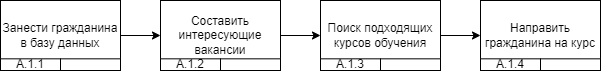 Занести гражданина
в базу данных
А.1.1
Составить
интересующие
вакансии
А.1.2
Поиск подходящих
курсов обучения
А.1.3
Направить
гражданина на курс
А.1.4